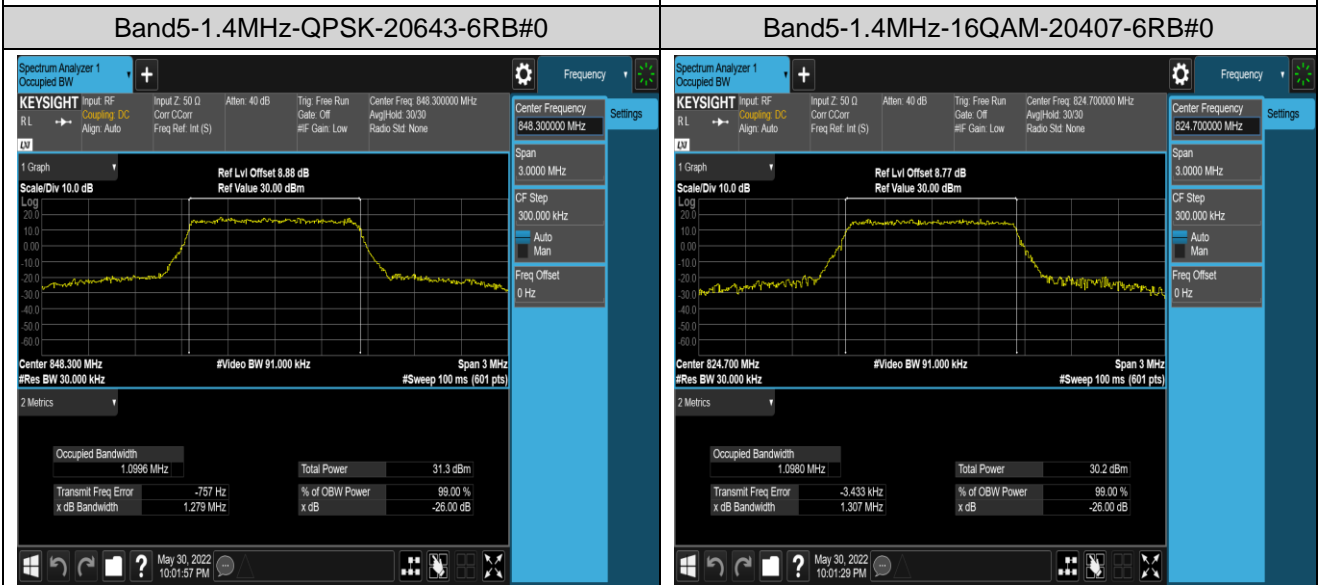 Band5-1.4MHz-QPSK-20643-6RB#0
Spectrum Analyzer 1
Occupied BW
+
Frequency
KEYSIGHT Input: RF Input Z: 50 Ω Atten: 40 dB Trig: Free Run Center Freq: 848.300000 MHz
RL Coupling: DC Corr CCorr Gate: Off Avg|Hold: 30/30
Align: Auto Freq Ref: Int (S) #IF Gain: Low Radio Std: None
LXI
Center Frequency
848.300000 MHz
Settings
Span
3.0000 MHz
CF Step
300.000 kHz
Auto
Man
Freq Offset
0 Hz
1 Graph
Ref Lvl Offset 8.88 dB
Scale/Div 10.0 dB Ref Value 30.00 dBm
Log
20.0
10.0
0.00
-10.0
-20.0
-30.0
-40.0
-50.0
-60.0
Center 848.300 MHz #Video BW 91.000 kHz Span 3 MHz
#Res BW 30.000 kHz #Sweep 100 ms (601 pts)
2 Metrics
Occupied Bandwidth
1.0996 MHz Total Power 31.3 dBm
Transmit Freq Error -757 Hz % of OBW Power 99.00 %
x dB Bandwidth 1.279 MHz x dB -26.00 dB
? May 30, 2022
10:01:57 PM
Band5-1.4MHz-16QAM-20407-6RB#0
Spectrum Analyzer 1
Occupied BW
+
Frequency
KEYSIGHT Input: RF Input Z: 50 Ω Atten: 40 dB Trig: Free Run Center Freq: 824.700000 MHz
RL Coupling: DC Corr CCorr Gate: Off Avg|Hold: 30/30
Align: Auto Freq Ref: Int (S) #IF Gain: Low Radio Std: None
LXI
Center Frequency
824.700000 MHz
Settings
Span
3.0000 MHz
CF Step
300.000 kHz
Auto
Man
Freq Offset
0 Hz
1 Graph
Ref Lvl Offset 8.77 dB
Scale/Div 10.0 dB Ref Value 30.00 dBm
Log
20.0
10.0
0.00
-10.0
-20.0
-30.0
-40.0
-50.0
-60.0
Center 824.700 MHz #Video BW 91.000 kHz Span 3 MHz
#Res BW 30.000 kHz #Sweep 100 ms (601 pts)
2 Metrics
Occupied Bandwidth
1.0980 MHz Total Power 30.2 dBm
Transmit Freq Error -3.433 kHz % of OBW Power 99.00 %
x dB Bandwidth 1.307 MHz x dB -26.00 dB
? May 30, 2022
10:01:29 PM